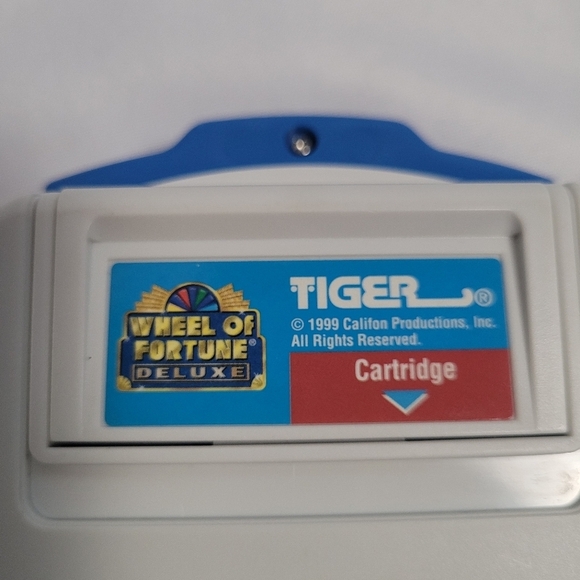 WHEEL OF
FORTUNE®
DELUXE
TIGER®
© 1999 Califon Productions, Inc.
All Rights Reserved.
Cartridge